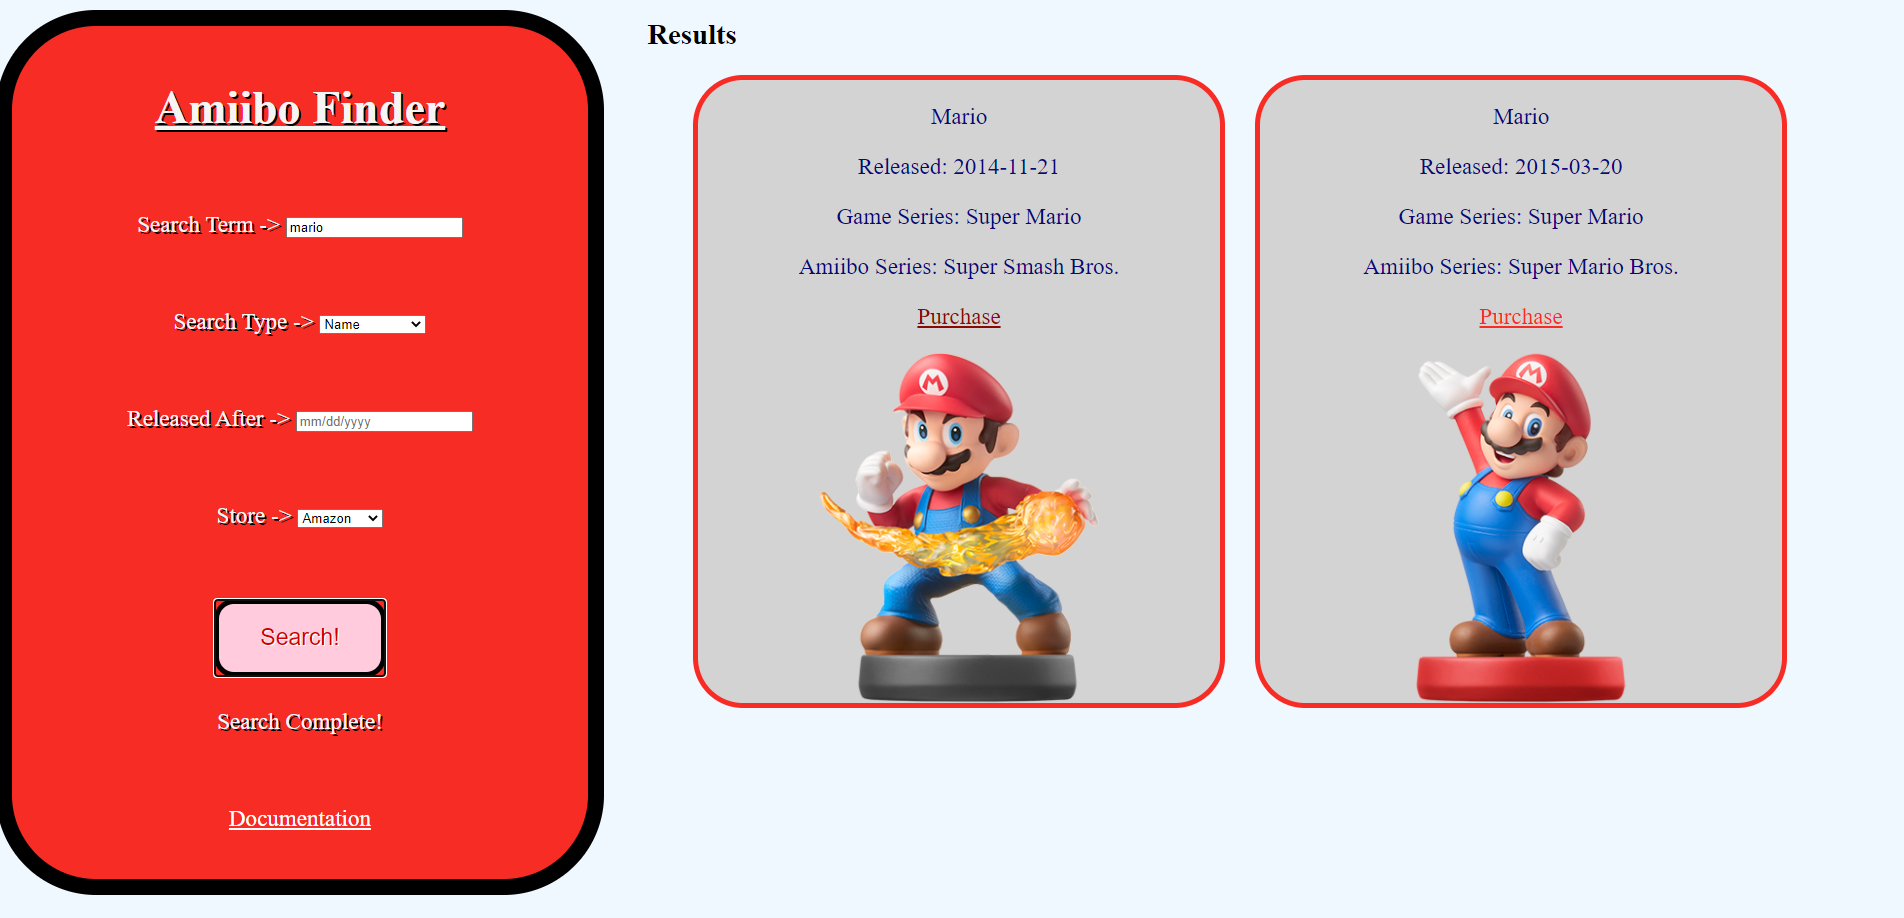 Amiibo Finder
Search Term -> mario
Search Type -> Name
Released After -> mm/dd/yyyy
Store -> Amazon
Search!
Search Complete!
Documentation
Results
Mario
Released: 2014-11-21
Game Series: Super Mario
Amiibo Series: Super Smash Bros.
Purchase
M
Mario
Released: 2015-03-20
Game Series: Super Mario
Amiibo Series: Super Mario Bros.
Purchase
M